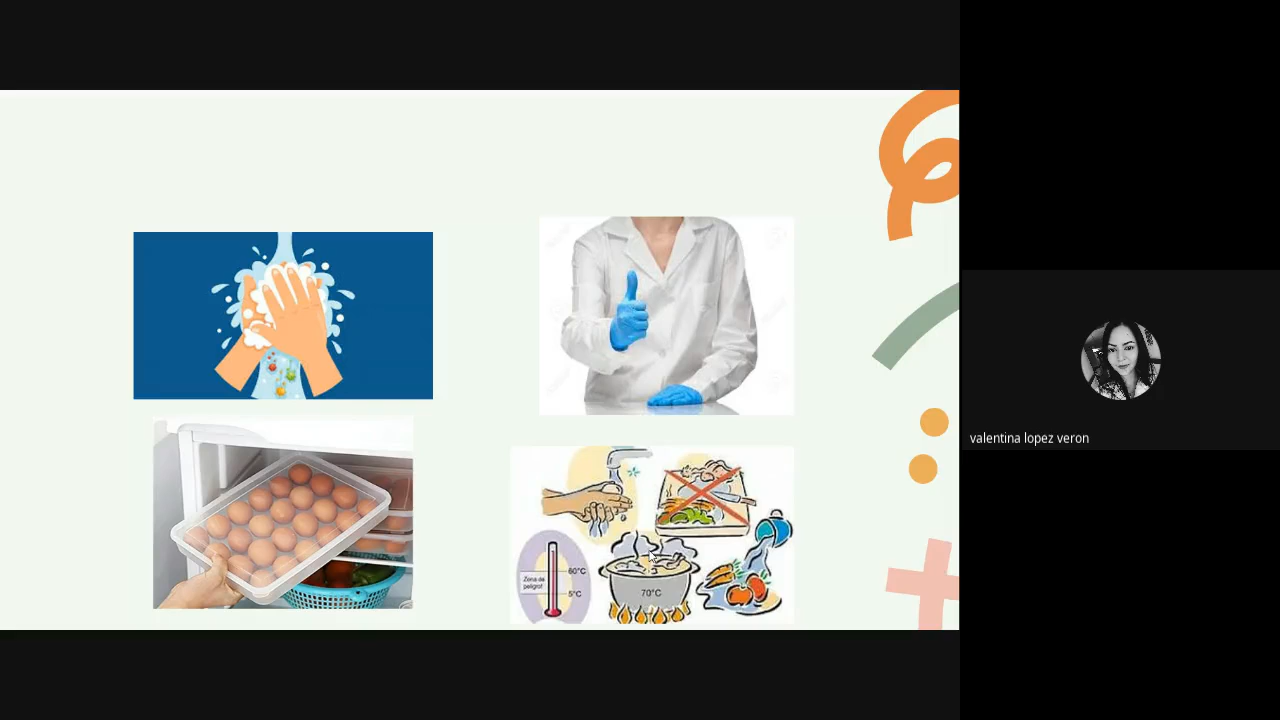 Zona de
peligro!
60°C
5°C
70°C
valentina lopez veron